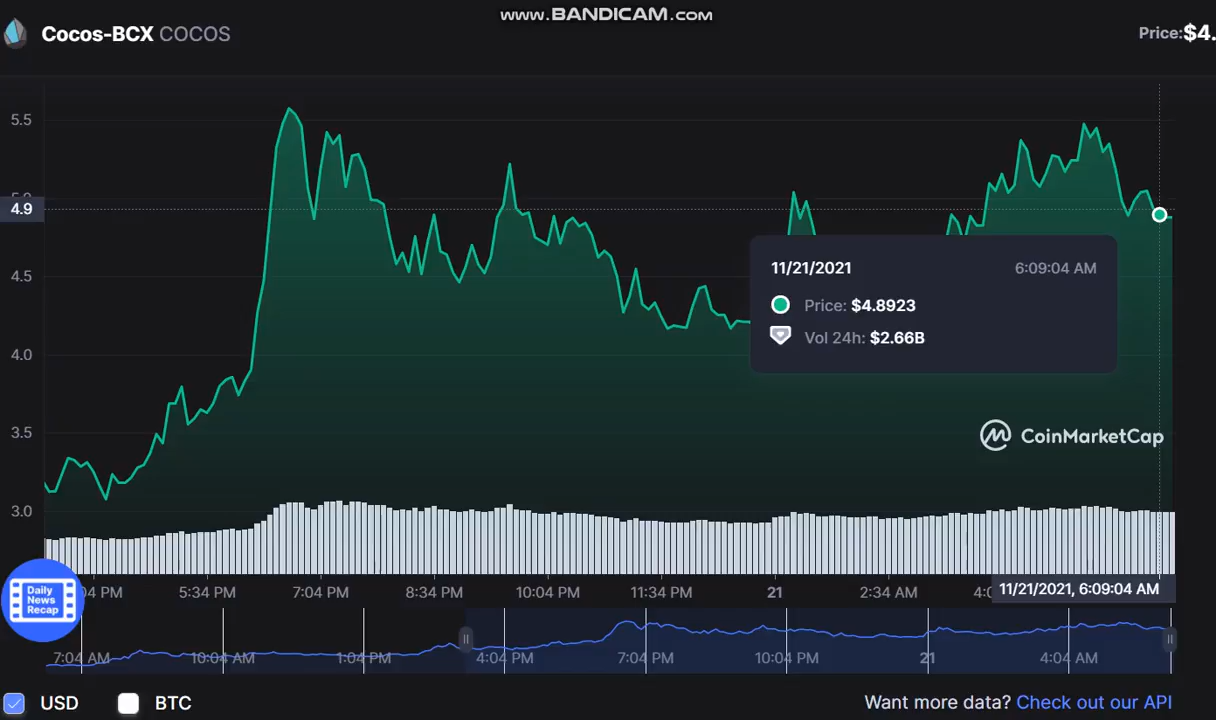 www.BANDICAM.com
Cocos-BCX COCOS
Price:$4.
5.5
5.0
4.9
4.5
4.0
3.5
3.0
11/21/2021 6:09:04 AM
Price: $4.8923
Vol 24h: $2.66B
CoinMarketCap
Daily
News
Recap
04 PM 5:34 PM 7:04 PM 8:34 PM 10:04 PM 11:34 PM 21 2:34 AM 4:0 11/21/2021, 6:09:04 AM
7:04 AM 10:04 AM 1:04 PM 4:04 PM 7:04 PM 10:04 PM 21 4:04 AM
USD BTC
Want more data? Check out our API